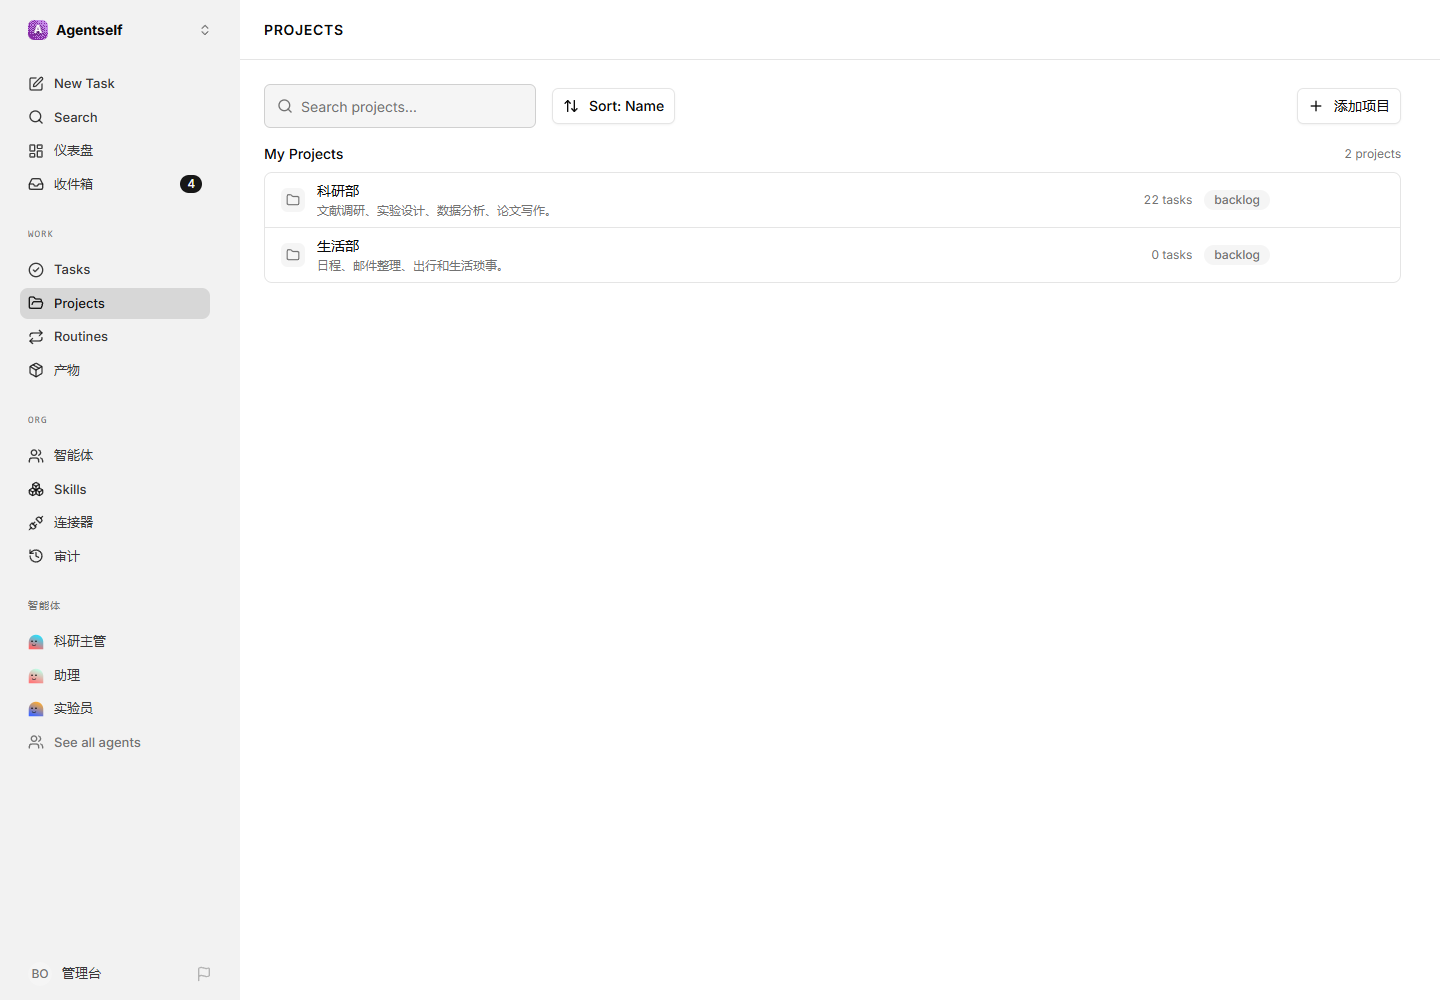 Agentself
New Task
Search
仪表盘
收件箱 4
WORK
Tasks
Projects
Routines
产物
ORG
智能体
Skills
连接器
审计
智能体
科研主管
助理
实验员
See all agents
BO 管理台
PROJECTS
Search projects...
Sort: Name
添加项目
My Projects
2 projects
科研部
文献调研、实验设计、数据分析、论文写作。
22 tasks backlog
生活部
日程、邮件整理、出行和生活琐事。
0 tasks backlog